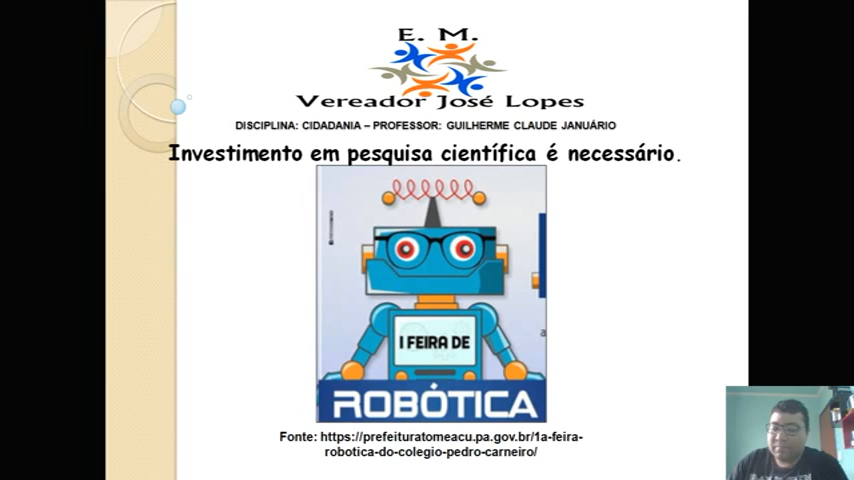 E. M.
Vereador José Lopes
DISCIPLINA: CIDADANIA – PROFESSOR: GUILHERME CLAUDE JANUÁRIO
Investimento em pesquisa científica é necessário.
I FEIRA DE
ROBÓTICA
Fonte: https://prefeituratomeacu.pa.gov.br/1a-feira-
robotica-do-colegio-pedro-carneiro/